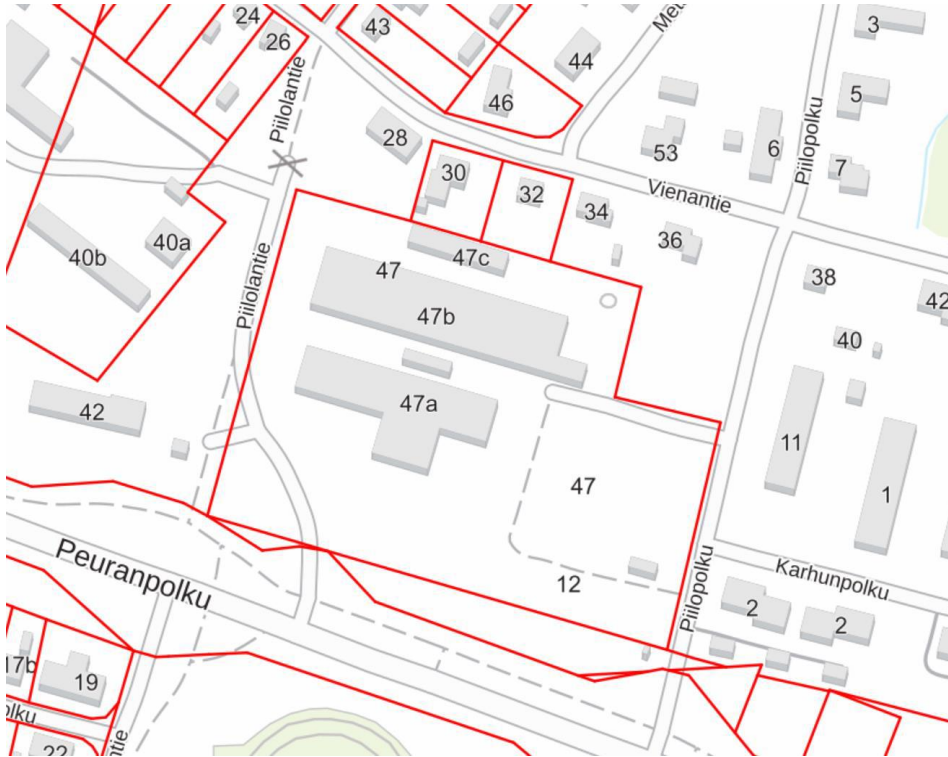 24
43
3
26
44
46
5
Piilolantie
28
53
6
Piilopolku
7
30
32
Vienantie
34
36
40a
40b
47c
47
Piilolantie
38
42
47b
40
47a
42
11
47
1
Peuranpolku
12
Karhunpolku
Piilopolku
2
2
17b
19
22